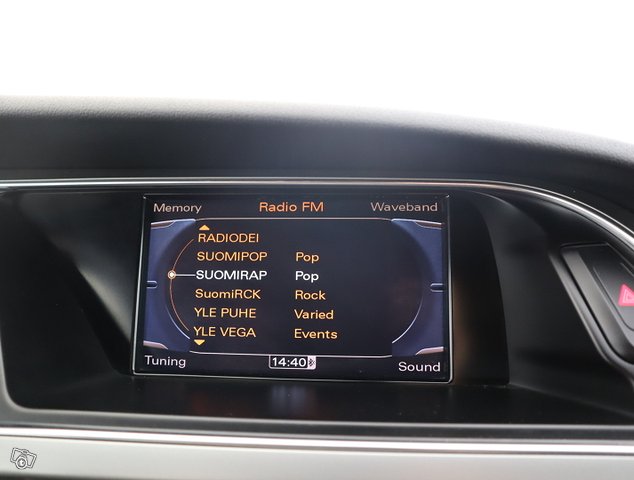 Memory Radio FM Waveband
RADIODEI
SUOMIPOP Pop
SUOMIRAP Pop
SuomiRCK Rock
YLE PUHE Varied
YLE VEGA Events
Tuning 14:40 Sound